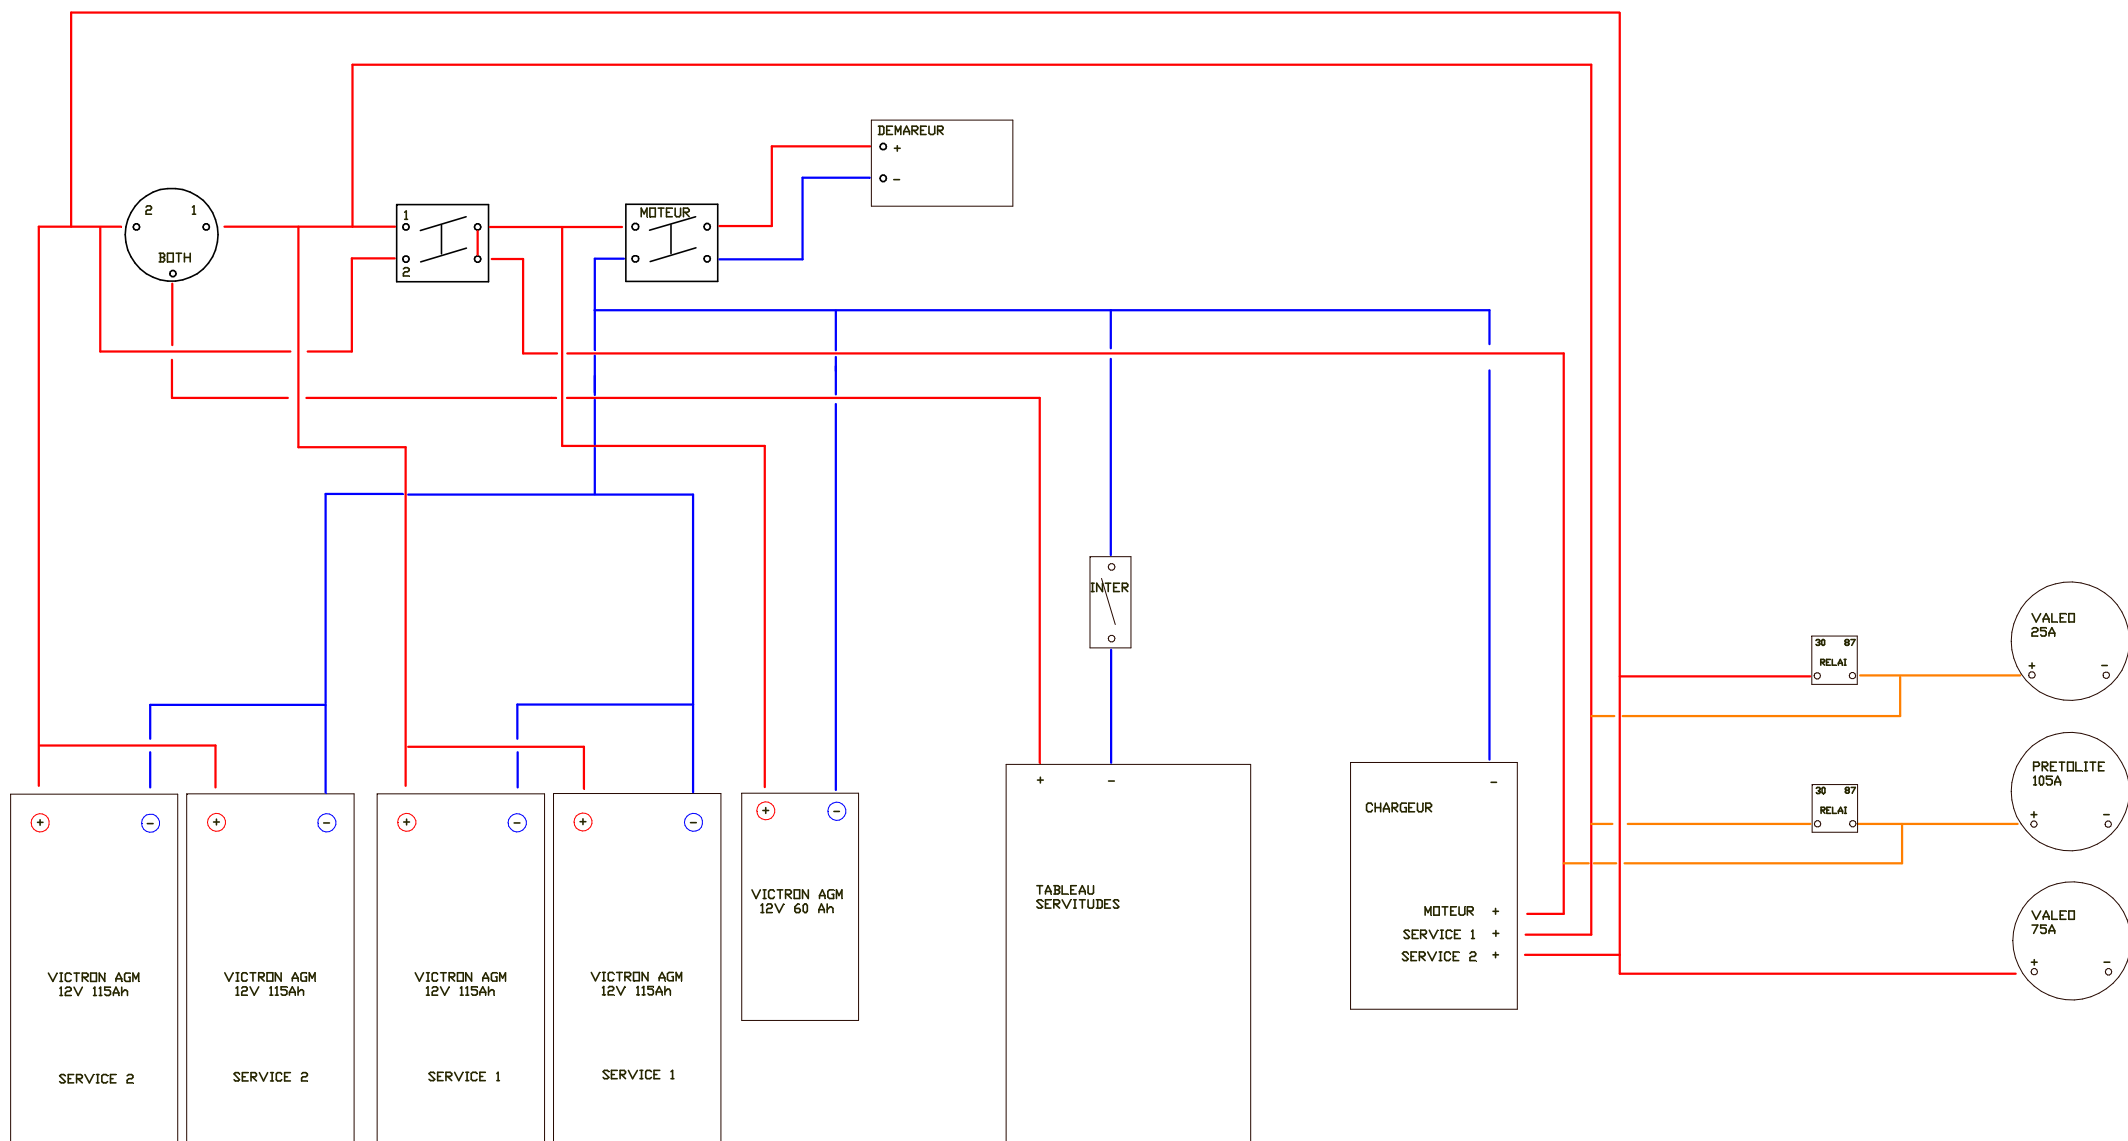 DEMAREUR
+
-
2 1
BOTH
1
2
MOTEUR
INTER
VALEO
25A
+ -
30 87
RELAI
PRETOLITE
105A
+ -
30 87
RELAI
VALEO
75A
+ -
+ -
TABLEAU
SERVITUDES
-
CHARGEUR
MOTEUR +
SERVICE 1 +
SERVICE 2 +
+ -
VICTRON AGM
12V 115Ah
SERVICE 2
+ -
VICTRON AGM
12V 115Ah
SERVICE 2
+ -
VICTRON AGM
12V 115Ah
SERVICE 1
+ -
VICTRON AGM
12V 115Ah
SERVICE 1
+ -
VICTRON AGM
12V 60 Ah